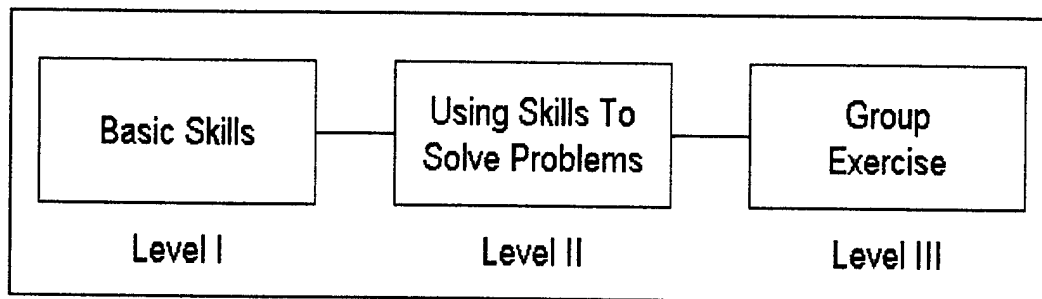 Basic Skills
Using Skills To
Solve Problems
Group
Exercise
Level I
Level II
Level III